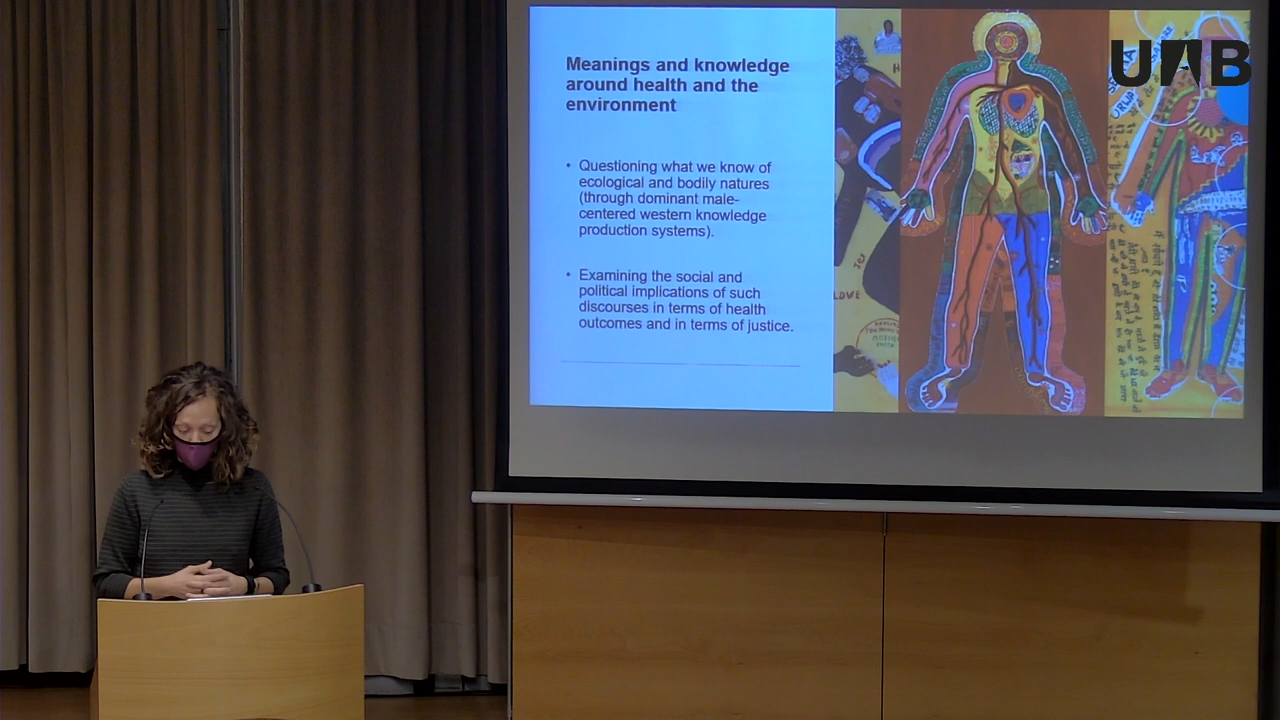 Meanings and knowledge
around health and the
environment
• Questioning what we know of
ecological and bodily natures
(through dominant male-
centered western knowledge
production systems).
• Examining the social and
political implications of such
discourses in terms of health
outcomes and in terms of justice.
UAB
LOWE